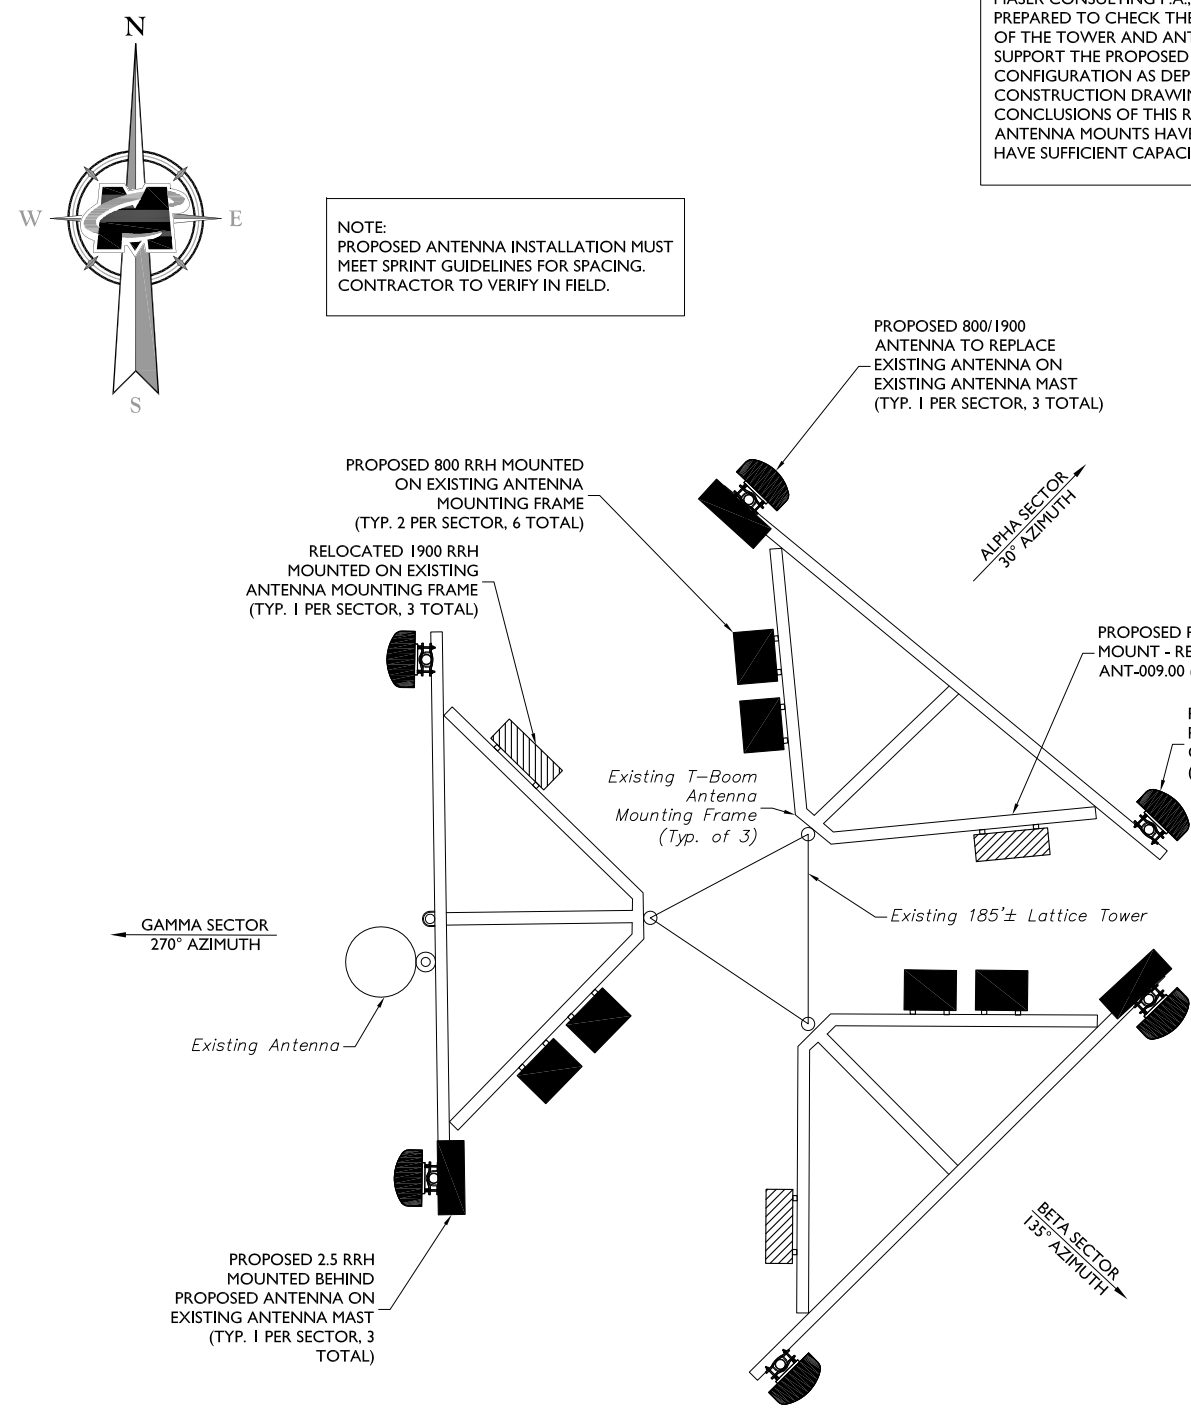 PREPARED TO CHECK THE
OF THE TOWER AND ANT
SUPPORT THE PROPOSED
CONFIGURATION AS DEP
CONSTRUCTION DRAWIN
CONCLUSIONS OF THIS R
ANTENNA MOUNTS HAV
HAVE SUFFICIENT CAPACI
N
W
E
S
NOTE:
PROPOSED ANTENNA INSTALLATION MUST
MEET SPRINT GUIDELINES FOR SPACING.
CONTRACTOR TO VERIFY IN FIELD.
PROPOSED 800/1900
ANTENNA TO REPLACE
EXISTING ANTENNA ON
EXISTING ANTENNA MAST
(TYP. 1 PER SECTOR, 3 TOTAL)
PROPOSED 800 RRH MOUNTED
ON EXISTING ANTENNA
MOUNTING FRAME
(TYP. 2 PER SECTOR, 6 TOTAL)
ALPHA SECTOR
30° AZIMUTH
RELOCATED 1900 RRH
MOUNTED ON EXISTING
ANTENNA MOUNTING FRAME
(TYP. 1 PER SECTOR, 3 TOTAL)
PROPOSED
MOUNT - RE
ANT-009.00
Existing T-Boom
Antenna
Mounting Frame
(Typ. of 3)
Existing 185'± Lattice Tower
GAMMA SECTOR
270° AZIMUTH
Existing Antenna
BETA SECTOR
135° AZIMUTH
PROPOSED 2.5 RRH
MOUNTED BEHIND
PROPOSED ANTENNA ON
EXISTING ANTENNA MAST
(TYP. 1 PER SECTOR, 3
TOTAL)